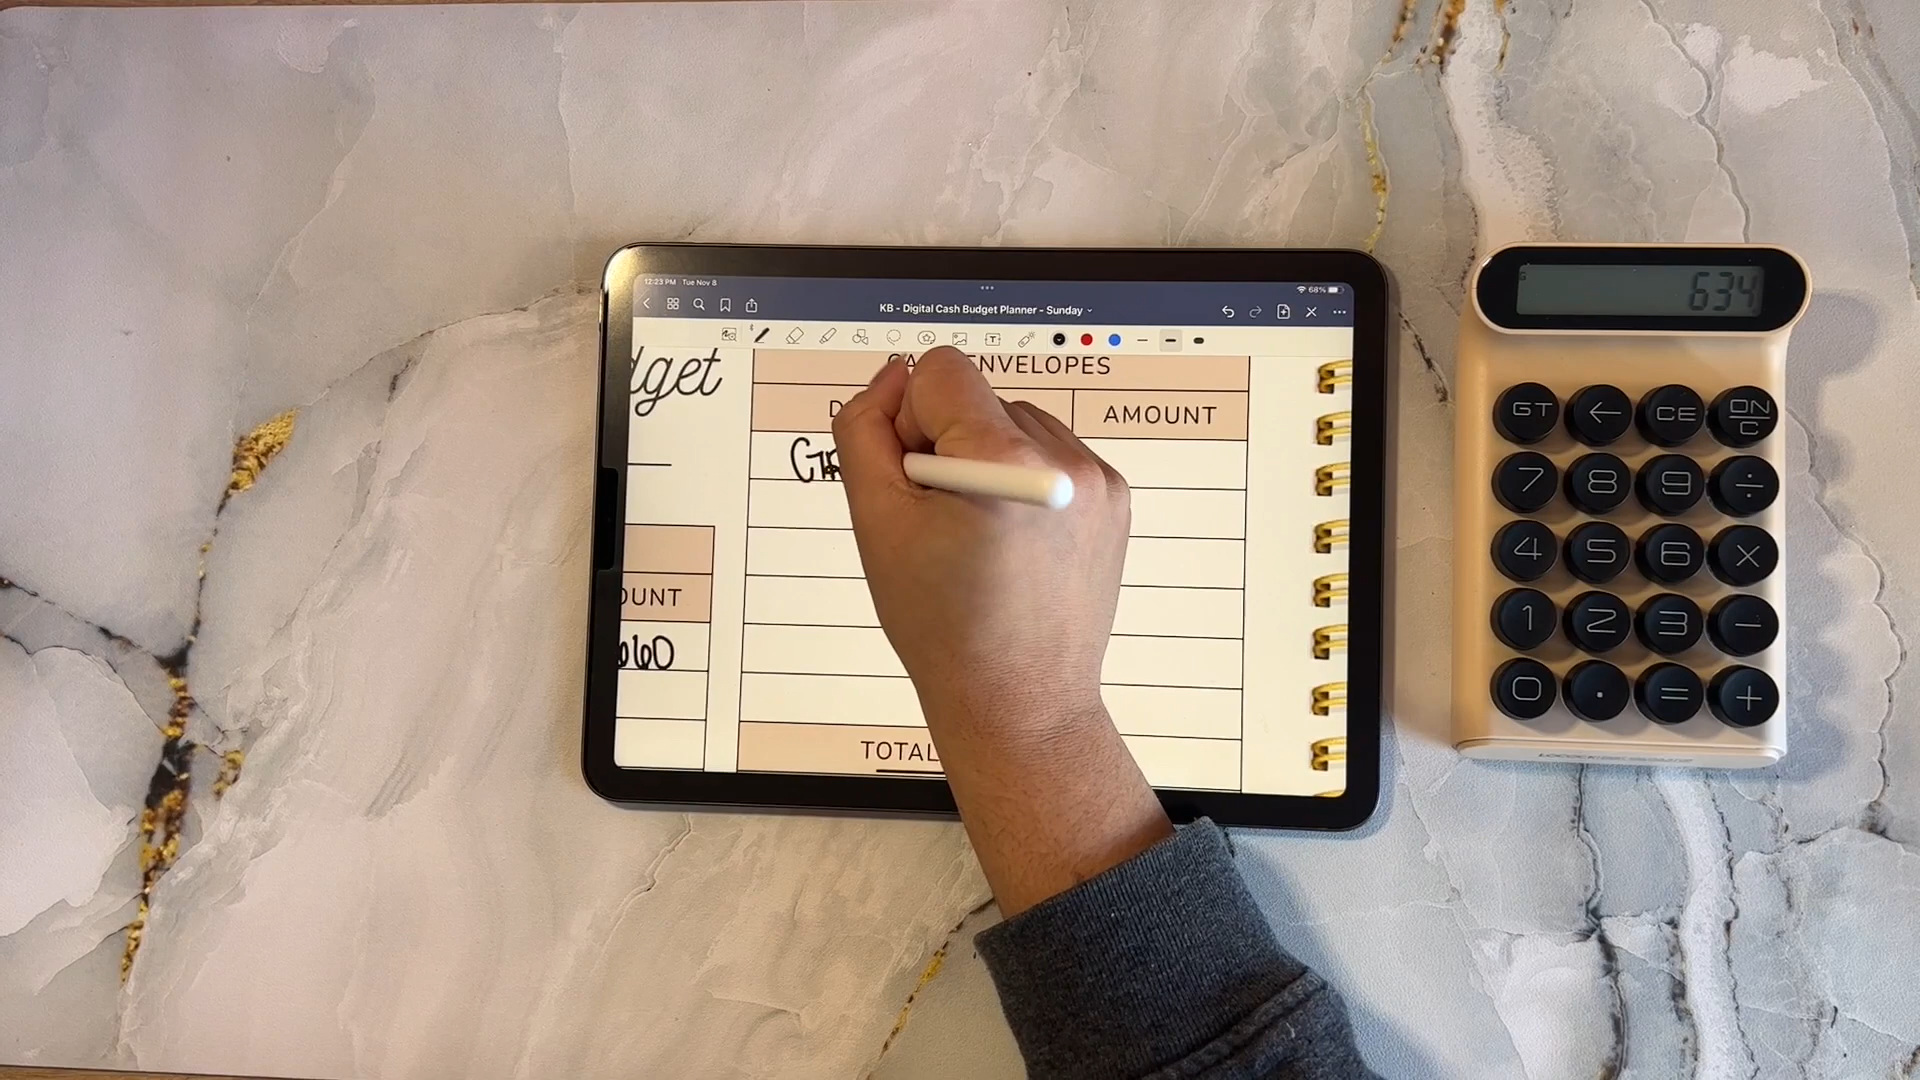 12:23 PM Tue Nov 8
68%
KB - Digital Cash Budget Planner - Sunday
dget
ENVELOPES
AMOUNT
OUNT
TOTAL
634
GT ← CE ON/C
7 8 9 ÷
4 5 6 ×
1 2 3 −
0 . = +